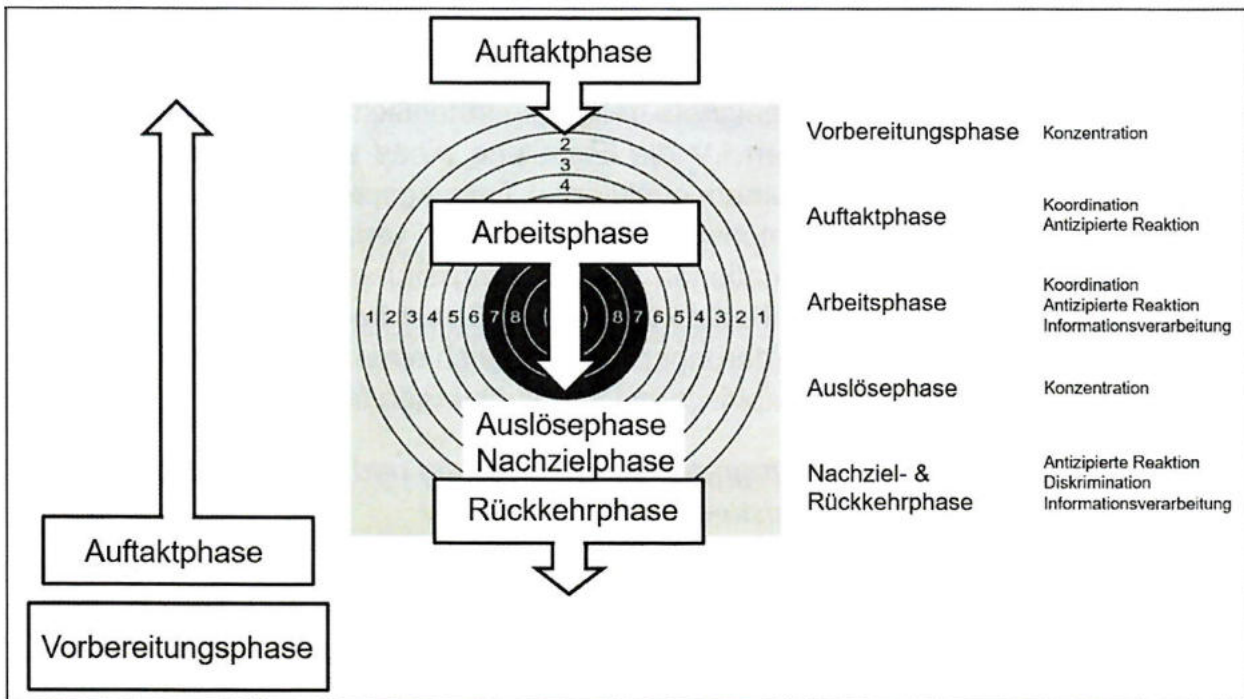 Auftaktphase
2
3
4
Arbeitsphase
1 2 3 4 5 6 7 8 8 7 6 5 4 3 2 1
Auslösephase
Nachzielphase
Rückkehrphase
Auftaktphase
Vorbereitungsphase
Vorbereitungsphase Konzentration
Auftaktphase Koordination
Antizipierte Reaktion
Arbeitsphase Koordination
Antizipierte Reaktion
Informationsverarbeitung
Auslösephase Konzentration
Nachziel- & Antizipierte Reaktion
Rückkehrphase Diskrimination
Informationsverarbeitung